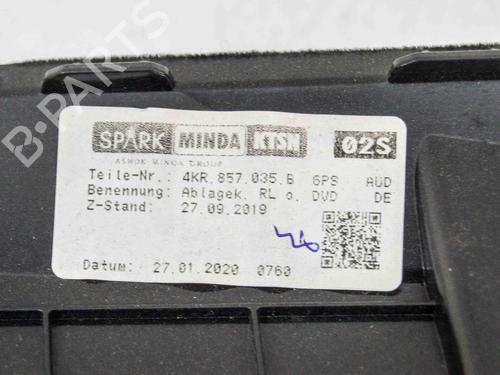 SPARK MINDA KTSN 02S
ASHOK MINDA GROUP
Teile-Nr.: 4KR.857.035.B 6PS AUD
Benennung: Ablagek. RL o. DVD DE
Z-Stand: 27.09.2019
Datum: 27.01.2020 0760
B-PARTS